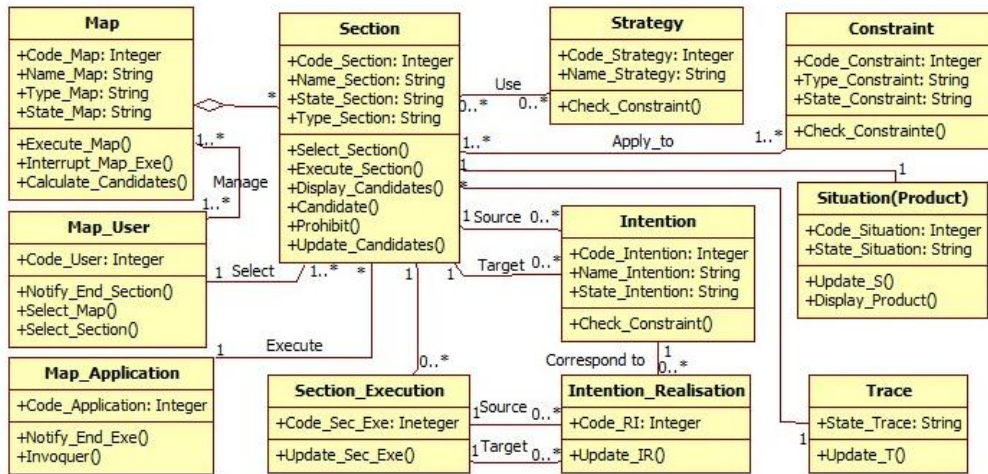 Map
+Code_Map: Integer
+Name_Map: String
+Type_Map: String
+State_Map: String
+Execute_Map()
+Interrupt_Map_Exe()
+Calculate_Candidates()
*
1..*
Manage
1..*
Section
+Code_Section: Integer
+Name_Section: String
+State_Section: String
+Type_Section: String
+Select_Section()
+Execute_Section()
+Display_Candidates()
+Candidate()
+Prohibit()
+Update_Candidates()
Use
0..*
0..*
Strategy
+Code_Strategy: Integer
+Name_Strategy: String
+Check_Constraint()
Constraint
+Code_Constraint: Integer
+Type_Constraint: String
+State_Constraint: String
+Check_Constrainte()
1..*
Apply_to
1..*
1
1
*
1
Situation(Product)
+Code_Situation: Integer
+State_Situation: String
+Update_S()
+Display_Product()
Map_User
+Code_User: Integer
+Notify_End_Section()
+Select_Map()
+Select_Section()
1
Select
1..*
1
Source
0..*
1
Target
0..*
Intention
+Code_Intention: Integer
+Name_Intention: String
+State_Intention: String
+Check_Constraint()
*
Execute
1
1
0..*
Correspond to
1
0..*
Map_Application
+Code_Application: Integer
+Notify_End_Exe()
+Invoquer()
Section_Execution
+Code_Sec_Exe: Ineteger
+Update_Sec_Exe()
1
Source
0..*
1
Target
0..*
Intention_Realisation
+Code_RI: Integer
+Update_IR()
Trace
+State_Trace: String
+Update_T()